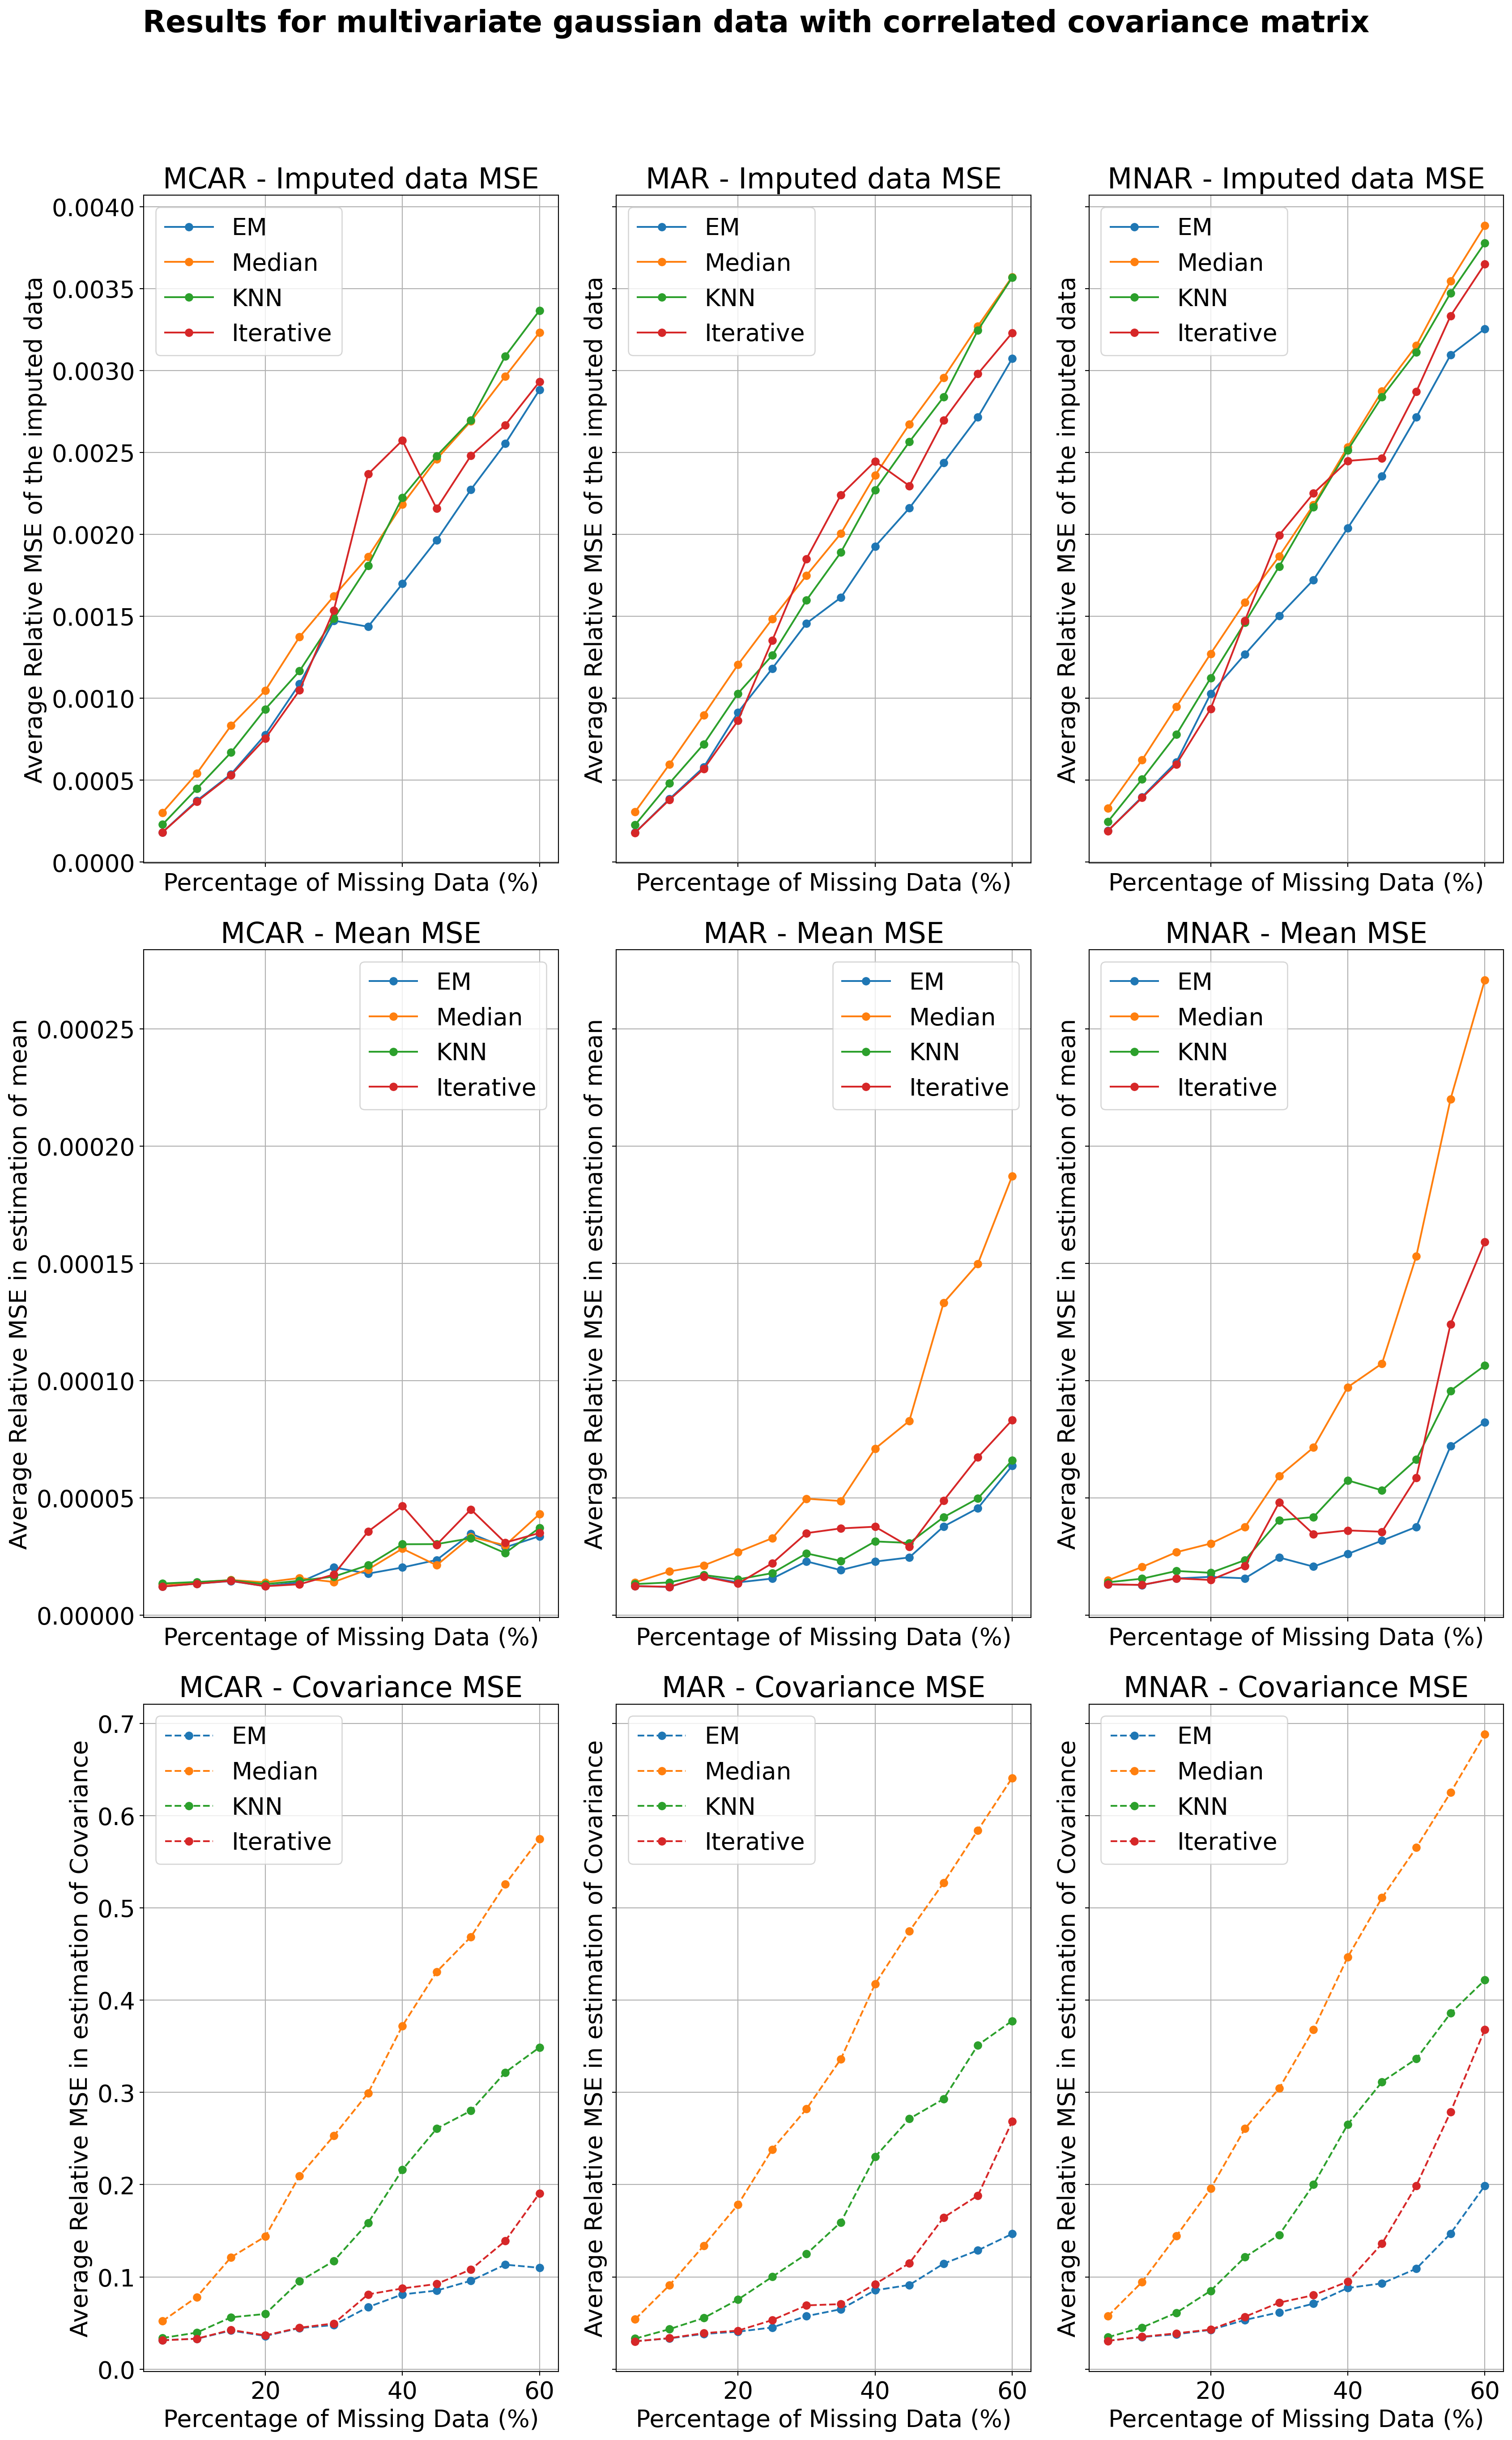 Results for multivariate gaussian data with correlated covariance matrix
MCAR - Imputed data MSE
Average Relative MSE of the imputed data
0.0040
0.0035
0.0030
0.0025
0.0020
0.0015
0.0010
0.0005
0.0000
EM
Median
KNN
Iterative
Percentage of Missing Data (%)
MAR - Imputed data MSE
Average Relative MSE of the imputed data
EM
Median
KNN
Iterative
Percentage of Missing Data (%)
MNAR - Imputed data MSE
Average Relative MSE of the imputed data
EM
Median
KNN
Iterative
Percentage of Missing Data (%)
MCAR - Mean MSE
Average Relative MSE in estimation of mean
0.00025
0.00020
0.00015
0.00010
0.00005
0.00000
EM
Median
KNN
Iterative
Percentage of Missing Data (%)
MAR - Mean MSE
Average Relative MSE in estimation of mean
EM
Median
KNN
Iterative
Percentage of Missing Data (%)
MNAR - Mean MSE
Average Relative MSE in estimation of mean
EM
Median
KNN
Iterative
Percentage of Missing Data (%)
MCAR - Covariance MSE
Average Relative MSE in estimation of Covariance
0.7
0.6
0.5
0.4
0.3
0.2
0.1
0.0
EM
Median
KNN
Iterative
20 40 60
Percentage of Missing Data (%)
MAR - Covariance MSE
Average Relative MSE in estimation of Covariance
EM
Median
KNN
Iterative
20 40 60
Percentage of Missing Data (%)
MNAR - Covariance MSE
Average Relative MSE in estimation of Covariance
EM
Median
KNN
Iterative
20 40 60
Percentage of Missing Data (%)